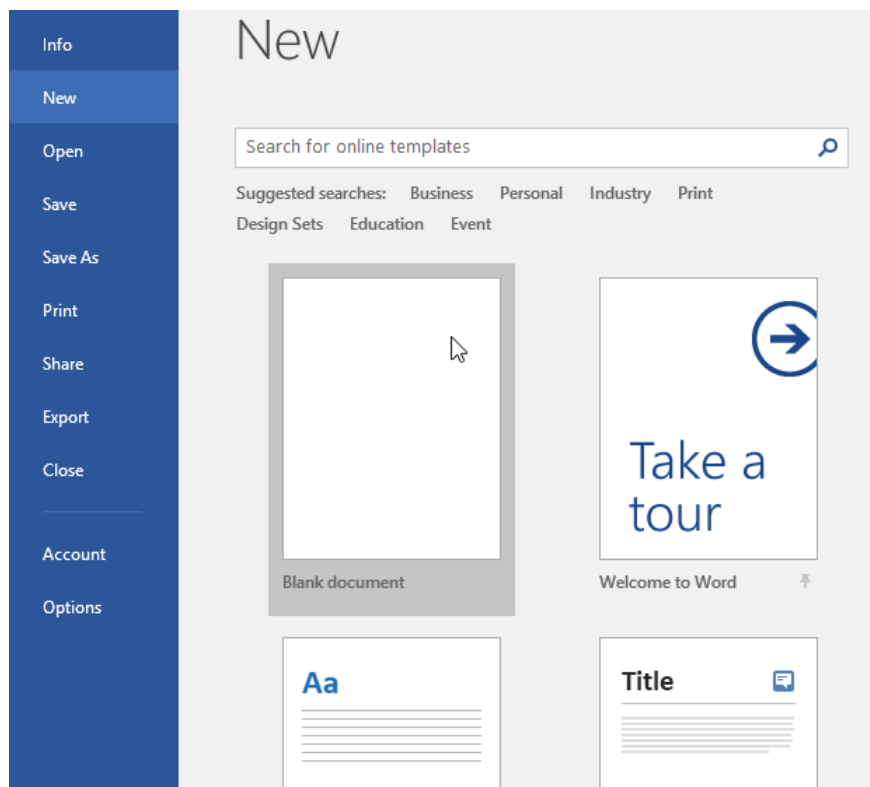 Info
New
Open
Save
Save As
Print
Share
Export
Close
Account
Options
New
Search for online templates
Suggested searches: Business Personal Industry Print
Design Sets Education Event
Take a
tour
Blank document
Welcome to Word
Aa
Title